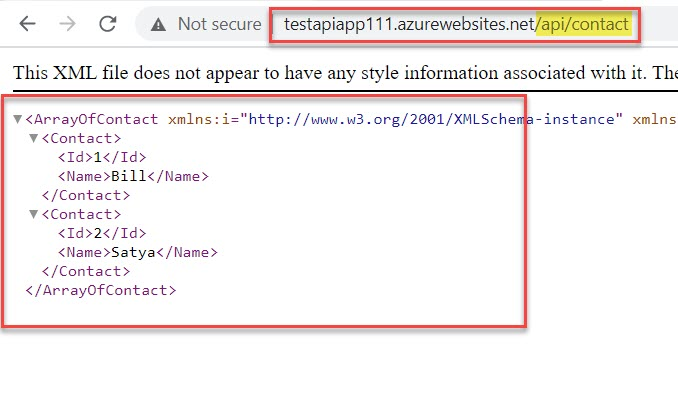 Not secure testapiapp111.azurewebsites.net/api/contact
This XML file does not appear to have any style information associated with it. The
<ArrayOfContact xmlns:i="http://www.w3.org/2001/XMLSchema-instance" xmlns
<Contact>
<Id>1</Id>
<Name>Bill</Name>
</Contact>
<Contact>
<Id>2</Id>
<Name>Satya</Name>
</Contact>
</ArrayOfContact>